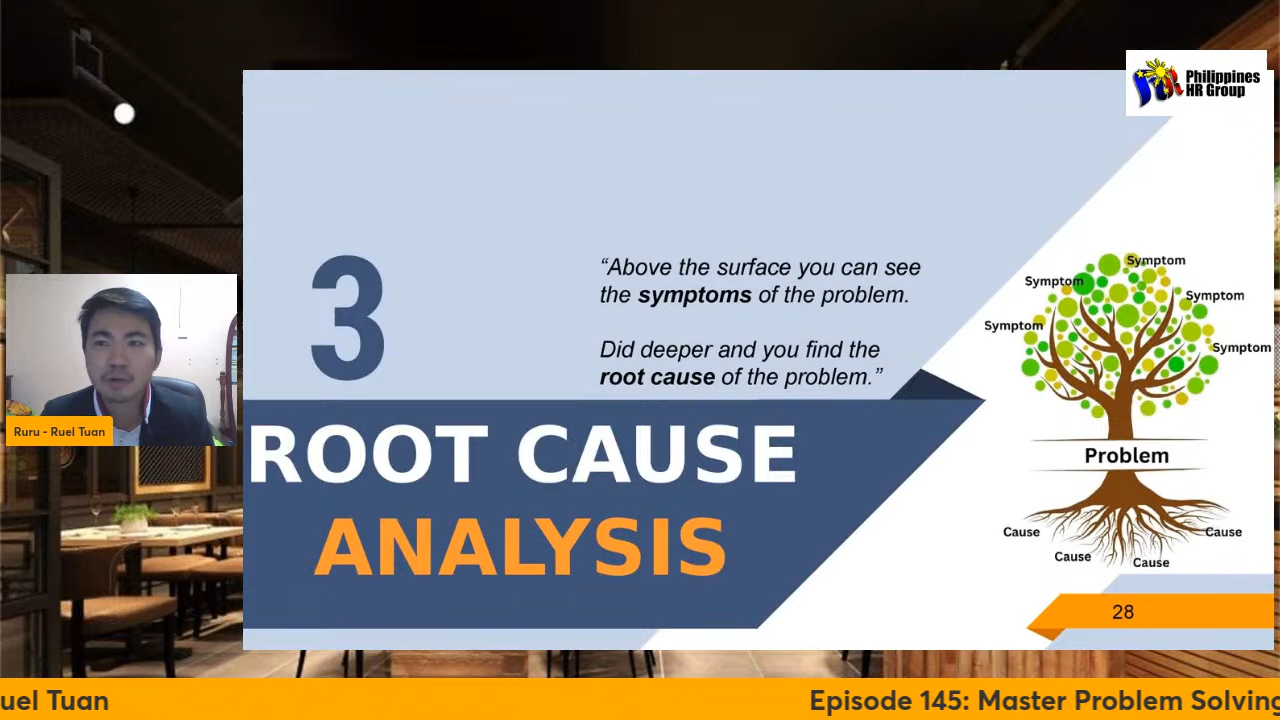 Philippines
HR Group
3
“Above the surface you can see
the symptoms of the problem.
Did deeper and you find the
root cause of the problem.”
ROOT CAUSE
ANALYSIS
Symptom
Symptom
Symptom
Symptom
Symptom
Problem
Cause
Cause
Cause
Cause
28
Ruru - Ruel Tuan
uel Tuan
Episode 145: Master Problem Solving